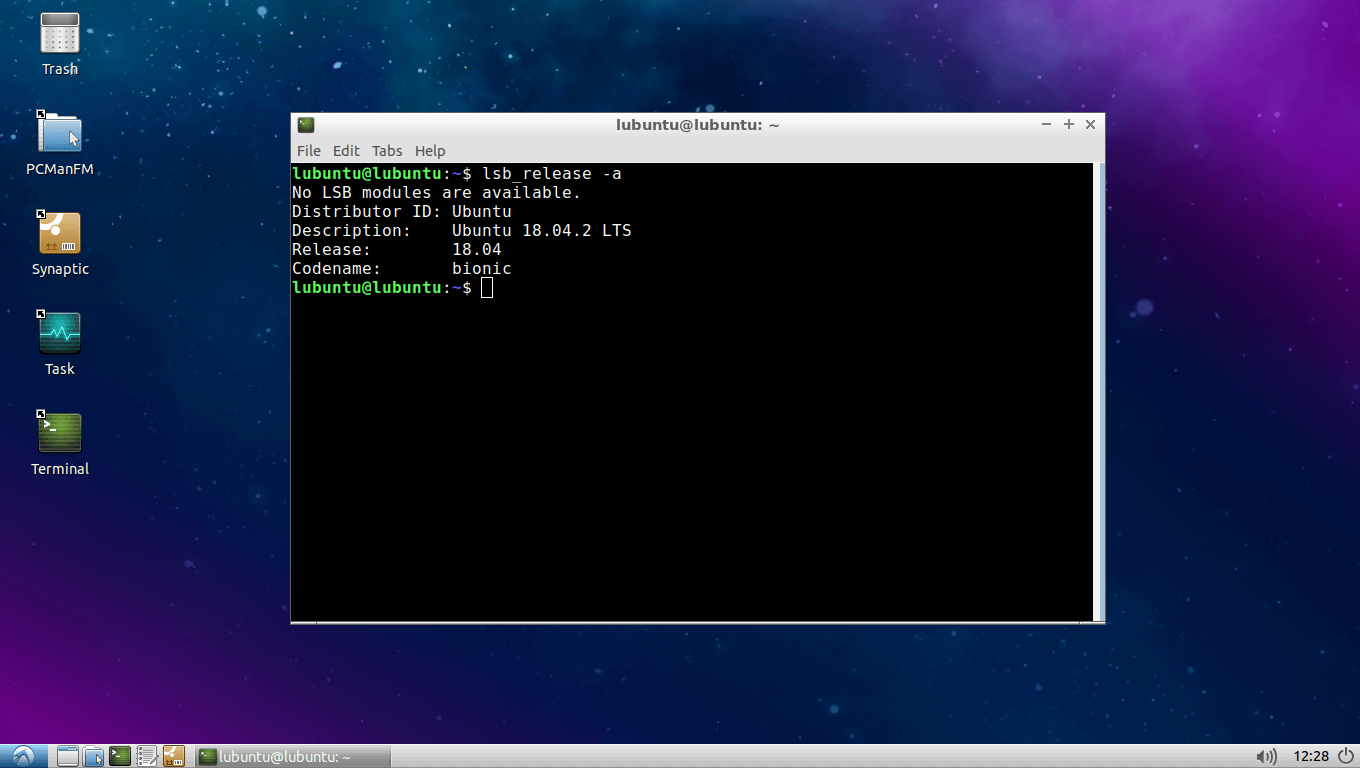 Trash
PCManFM
Synaptic
Task
Terminal
lubuntu@lubuntu: ~
File Edit Tabs Help
lubuntu@lubuntu:~$ lsb_release -a
No LSB modules are available.
Distributor ID: Ubuntu
Description:    Ubuntu 18.04.2 LTS
Release:        18.04
Codename:       bionic
lubuntu@lubuntu:~$
lubuntu@lubuntu: ~
12:28